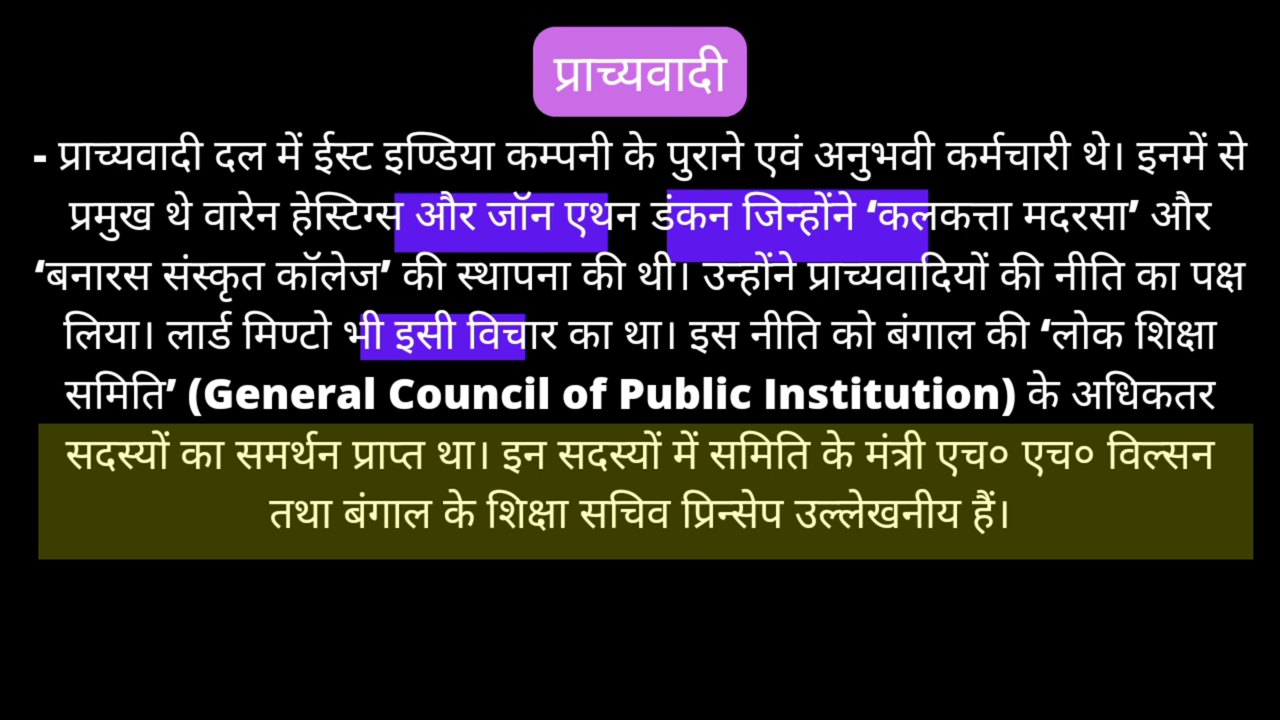 प्राच्यवादी
- प्राच्यवादी दल में ईस्ट इण्डिया कम्पनी के पुराने एवं अनुभवी कर्मचारी थे। इनमें से
प्रमुख थे वारेन हेस्टिंग्स और जॉन एथन डंकन जिन्होंने ‘कलकत्ता मदरसा’ और
‘बनारस संस्कृत कॉलेज’ की स्थापना की थी। उन्होंने प्राच्यवादियों की नीति का पक्ष
लिया। लार्ड मिण्टो भी इसी विचार का था। इस नीति को बंगाल की ‘लोक शिक्षा
समिति’ (General Council of Public Institution) के अधिकतर
सदस्यों का समर्थन प्राप्त था। इन सदस्यों में समिति के मंत्री एच० एच० विल्सन
तथा बंगाल के शिक्षा सचिव प्रिन्सेप उल्लेखनीय हैं।